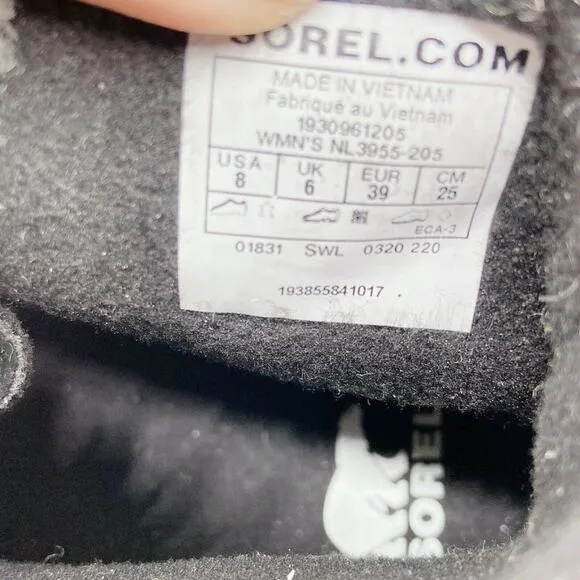 SOREL.COM
MADE IN VIETNAM
Fabriqué au Vietnam
1930961205
WMN'S NL3955-205
USA UK EUR CM
8 6 39 25
ECA-3
01831 SWL 0320 220
193855841017
SOREL